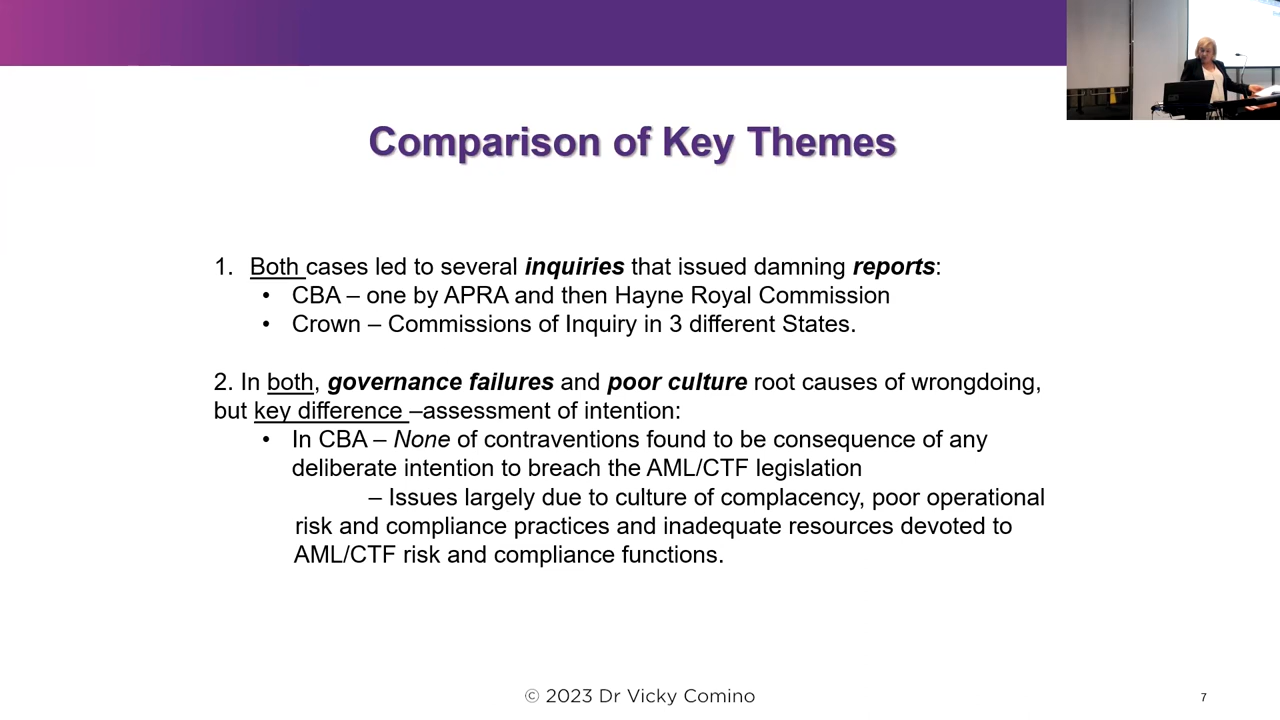 Comparison of Key Themes
1. Both cases led to several inquiries that issued damning reports:
• CBA – one by APRA and then Hayne Royal Commission
• Crown – Commissions of Inquiry in 3 different States.
2. In both, governance failures and poor culture root causes of wrongdoing,
but key difference –assessment of intention:
• In CBA – None of contraventions found to be consequence of any
deliberate intention to breach the AML/CTF legislation
– Issues largely due to culture of complacency, poor operational
risk and compliance practices and inadequate resources devoted to
AML/CTF risk and compliance functions.
© 2023 Dr Vicky Comino
7